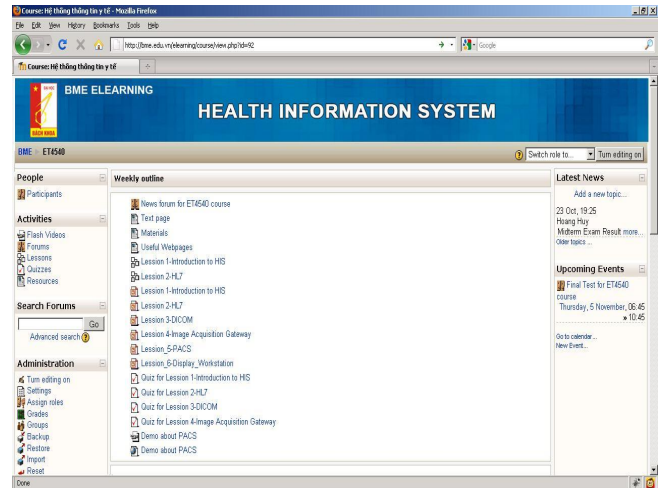 Course: Hệ thống thông tin y tế - Mozilla Firefox
File Edit View History Bookmarks Tools Help
http://bme.edu.vn/elearning/course/view.php?id=92
Google
Course: Hệ thống thông tin y tế
BME ELEARNING
HEALTH INFORMATION SYSTEM
SÁCH KHOA
BME ET4540
Switch role to... Turn editing on
People
Participants
Activities
Flash Videos
Forums
Lessons
Quizzes
Resources
Search Forums
Go
Advanced search
Administration
Turn editing on
Settings
Assign roles
Grades
Groups
Backup
Restore
Import
Reset
Weekly outline
News forum for ET4540 course
Text page
Materials
Useful Webpages
Lession 1-Introduction to HIS
Lession 2-HL7
Lession 1-Introduction to HIS
Lession 2-HL7
Lession 3-DICOM
Lession 4-Image Acquisition Gateway
Lession_5-PACS
Lession_6-Display_Workstation
Quiz for Lession 1-Introduction to HIS
Quiz for Lession 2-HL7
Quiz for Lession 3-DICOM
Quiz for Lession 4-Image Acquisition Gateway
Demo about PACS
Demo about PACS
Latest News
Add a new topic...
23 Oct, 19:25
Hoang Huy
Midterm Exam Result more...
Older topics ...
Upcoming Events
Final Test for ET4540
course
Thursday, 5 November, 06:45
» 10:45
Go to calendar...
New Event...
Done